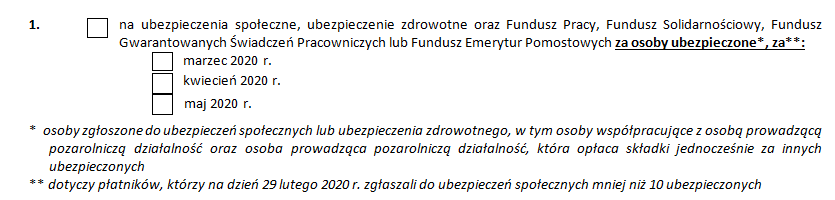 1. na ubezpieczenia społeczne, ubezpieczenie zdrowotne oraz Fundusz Pracy, Fundusz Solidarnościowy, Fundusz
Gwarantowanych Świadczeń Pracowniczych lub Fundusz Emerytur Pomostowych za osoby ubezpieczone*, za**:
marzec 2020 r.
kwiecień 2020 r.
maj 2020 r.
* osoby zgłoszone do ubezpieczeń społecznych lub ubezpieczenia zdrowotnego, w tym osoby współpracujące z osobą prowadzącą
pozarolniczą działalność oraz osoba prowadząca pozarolniczą działalność, która opłaca składki jednocześnie za innych
ubezpieczonych
** dotyczy płatników, którzy na dzień 29 lutego 2020 r. zgłaszali do ubezpieczeń społecznych mniej niż 10 ubezpieczonych